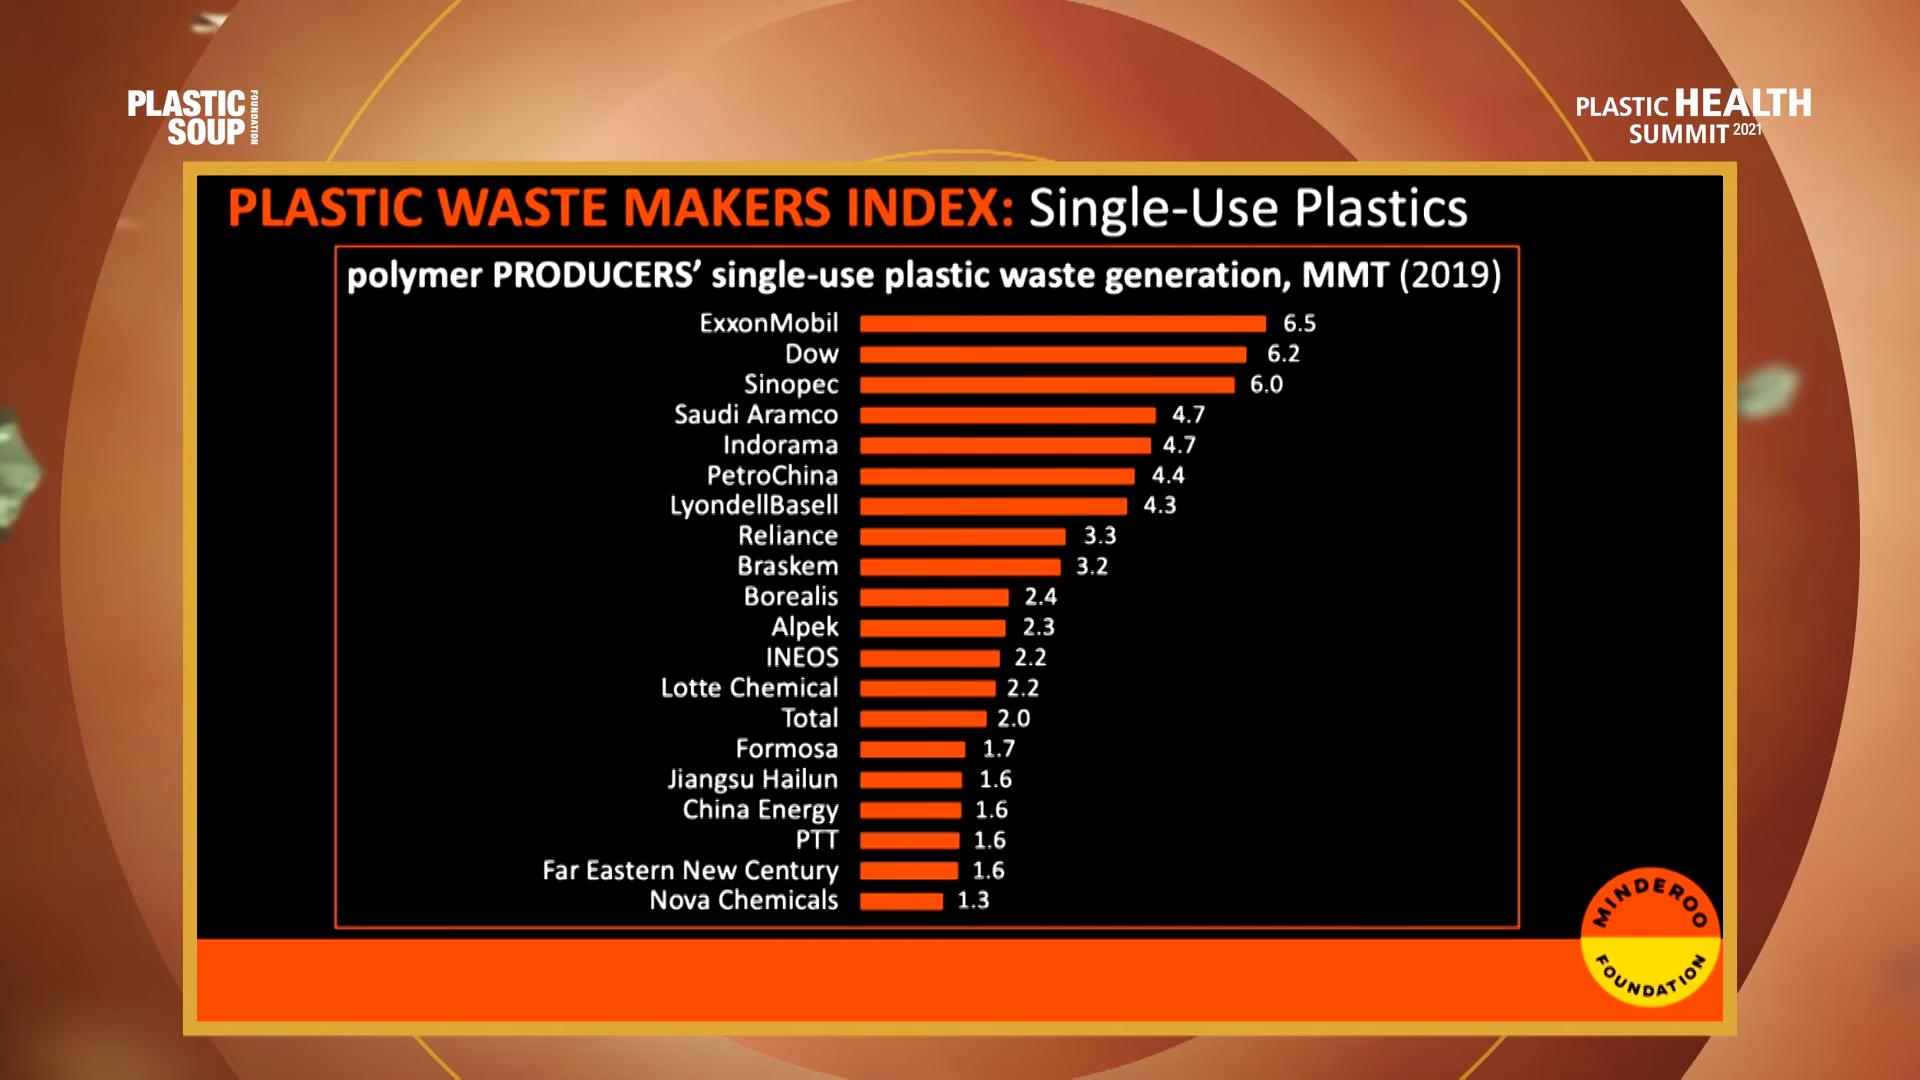 PLASTIC
SOUP
FOUNDATION
PLASTIC HEALTH
SUMMIT 2021
PLASTIC WASTE MAKERS INDEX: Single-Use Plastics
polymer PRODUCERS’ single-use plastic waste generation, MMT (2019)
ExxonMobil 6.5
Dow 6.2
Sinopec 6.0
Saudi Aramco 4.7
Indorama 4.7
PetroChina 4.4
LyondellBasell 4.3
Reliance 3.3
Braskem 3.2
Borealis 2.4
Alpek 2.3
INEOS 2.2
Lotte Chemical 2.2
Total 2.0
Formosa 1.7
Jiangsu Hailun 1.6
China Energy 1.6
PTT 1.6
Far Eastern New Century 1.6
Nova Chemicals 1.3
MINDEROO
FOUNDATION